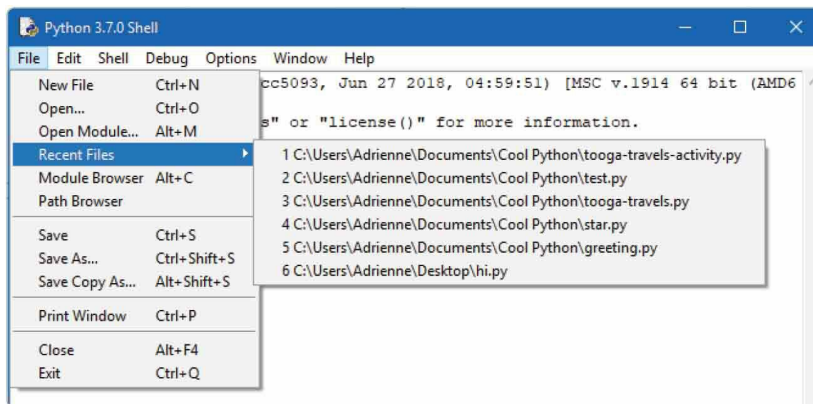 Python 3.7.0 Shell
File Edit Shell Debug Options Window Help
cc5093, Jun 27 2018, 04:59:51) [MSC v.1914 64 bit (AMD6
s" or "license()" for more information.
New File Ctrl+N
Open... Ctrl+O
Open Module... Alt+M
Recent Files
Module Browser Alt+C
Path Browser
Save Ctrl+S
Save As... Ctrl+Shift+S
Save Copy As... Alt+Shift+S
Print Window Ctrl+P
Close Alt+F4
Exit Ctrl+Q
1 C:\Users\Adrienne\Documents\Cool Python\tooga-travels-activity.py
2 C:\Users\Adrienne\Documents\Cool Python\test.py
3 C:\Users\Adrienne\Documents\Cool Python\tooga-travels.py
4 C:\Users\Adrienne\Documents\Cool Python\star.py
5 C:\Users\Adrienne\Documents\Cool Python\greeting.py
6 C:\Users\Adrienne\Desktop\hi.py